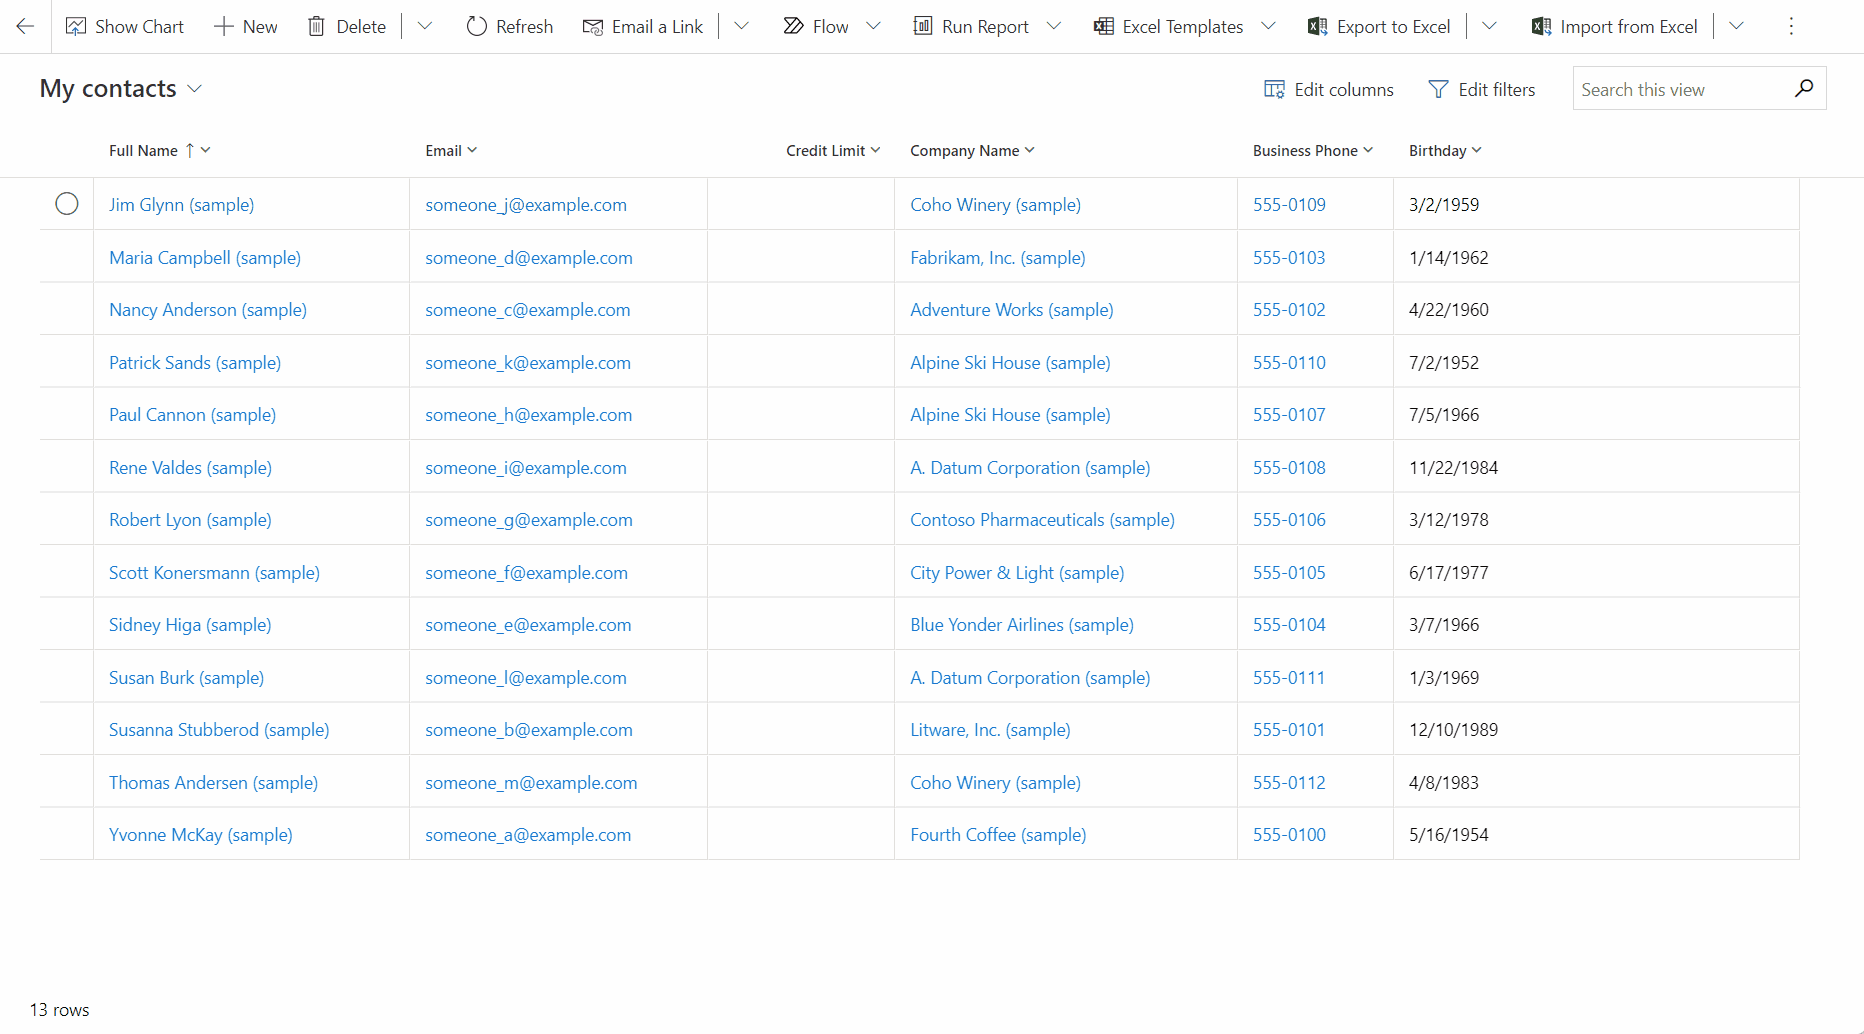 Show Chart New Delete Refresh Email a Link Flow Run Report Excel Templates Export to Excel Import from Excel
My contacts Edit columns Edit filters Search this view
Full Name Email Credit Limit Company Name Business Phone Birthday
Jim Glynn (sample) someone_j@example.com Coho Winery (sample) 555-0109 3/2/1959
Maria Campbell (sample) someone_d@example.com Fabrikam, Inc. (sample) 555-0103 1/14/1962
Nancy Anderson (sample) someone_c@example.com Adventure Works (sample) 555-0102 4/22/1960
Patrick Sands (sample) someone_k@example.com Alpine Ski House (sample) 555-0110 7/2/1952
Paul Cannon (sample) someone_h@example.com Alpine Ski House (sample) 555-0107 7/5/1966
Rene Valdes (sample) someone_i@example.com A. Datum Corporation (sample) 555-0108 11/22/1984
Robert Lyon (sample) someone_g@example.com Contoso Pharmaceuticals (sample) 555-0106 3/12/1978
Scott Konersmann (sample) someone_f@example.com City Power & Light (sample) 555-0105 6/17/1977
Sidney Higa (sample) someone_e@example.com Blue Yonder Airlines (sample) 555-0104 3/7/1966
Susan Burk (sample) someone_l@example.com A. Datum Corporation (sample) 555-0111 1/3/1969
Susanna Stubberod (sample) someone_b@example.com Litware, Inc. (sample) 555-0101 12/10/1989
Thomas Andersen (sample) someone_m@example.com Coho Winery (sample) 555-0112 4/8/1983
Yvonne McKay (sample) someone_a@example.com Fourth Coffee (sample) 555-0100 5/16/1954
13 rows